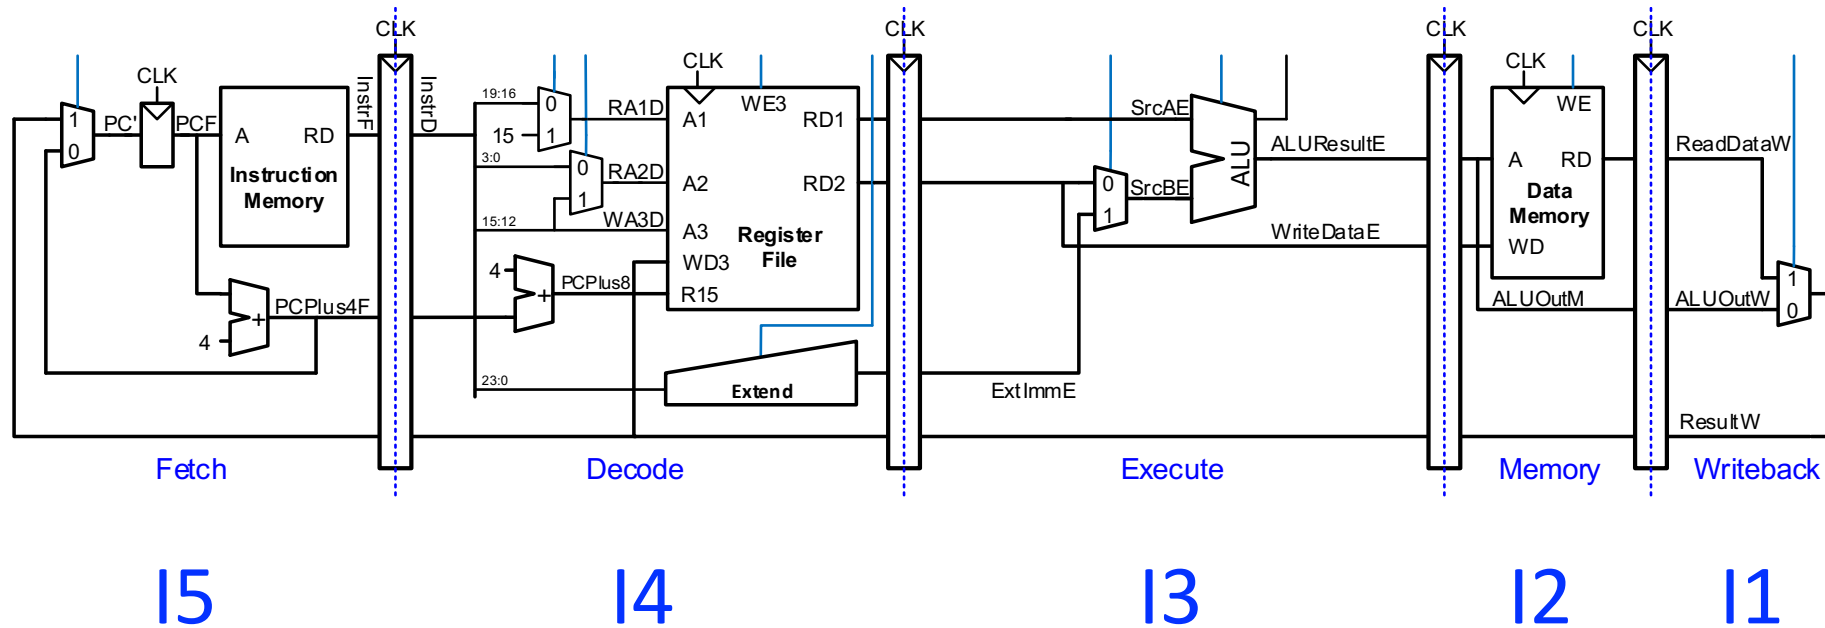 CLK CLK CLK CLK
CLK CLK CLK
InstrF InstrD
19:16 0 RA1D WE3 SrcAE WE
1 PC' PCF A RD 15 1 A1 RD1
0 3:0 0 RA2D A2 RD2 ALU ALUResultE A RD ReadDataW
Instruction Memory 1 0 SrcBE Data Memory
15:12 WA3D A3 Register File 1 WriteDataE WD
4 WD3
PCPlus4F + PCPlus8 R15 ALUOutM ALUOutW 1
4 + 0
23:0 Extend ExtImmE
ResultW
Fetch Decode Execute Memory Writeback
I5 I4 I3 I2 I1